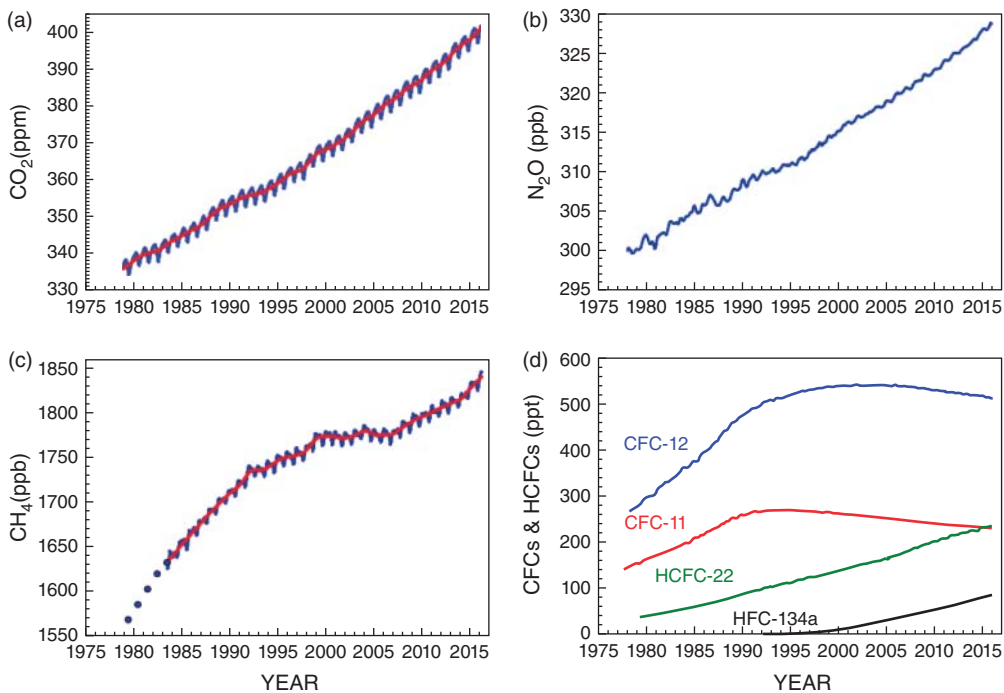 (a)
400
390
380
370
360
350
340
330
CO2(ppm)
1975 1980 1985 1990 1995 2000 2005 2010 2015
(b)
330
328
320
315
310
305
300
295
N2O (ppb)
1975 1980 1985 1990 1995 2000 2005 2010 2015
(c)
1850
1800
1750
1700
1650
1600
1550
CH4(ppb)
1975 1980 1985 1990 1995 2000 2005 2010 2015
YEAR
(d)
600
500
400
300
200
100
0
CFCs & HCFCs (ppt)
CFC-12
CFC-11
HCFC-22
HFC-134a
1975 1980 1985 1990 1995 2000 2005 2010 2015
YEAR